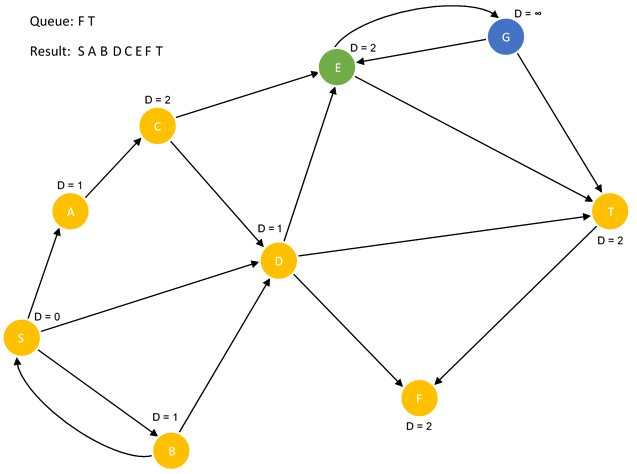 Queue: F T
Result: S A B D C E F T
D = ∞
G
D = 2
E
D = 2
C
D = 1
A
D = 1
D
T
D = 2
D = 0
S
D = 1
B
F
D = 2